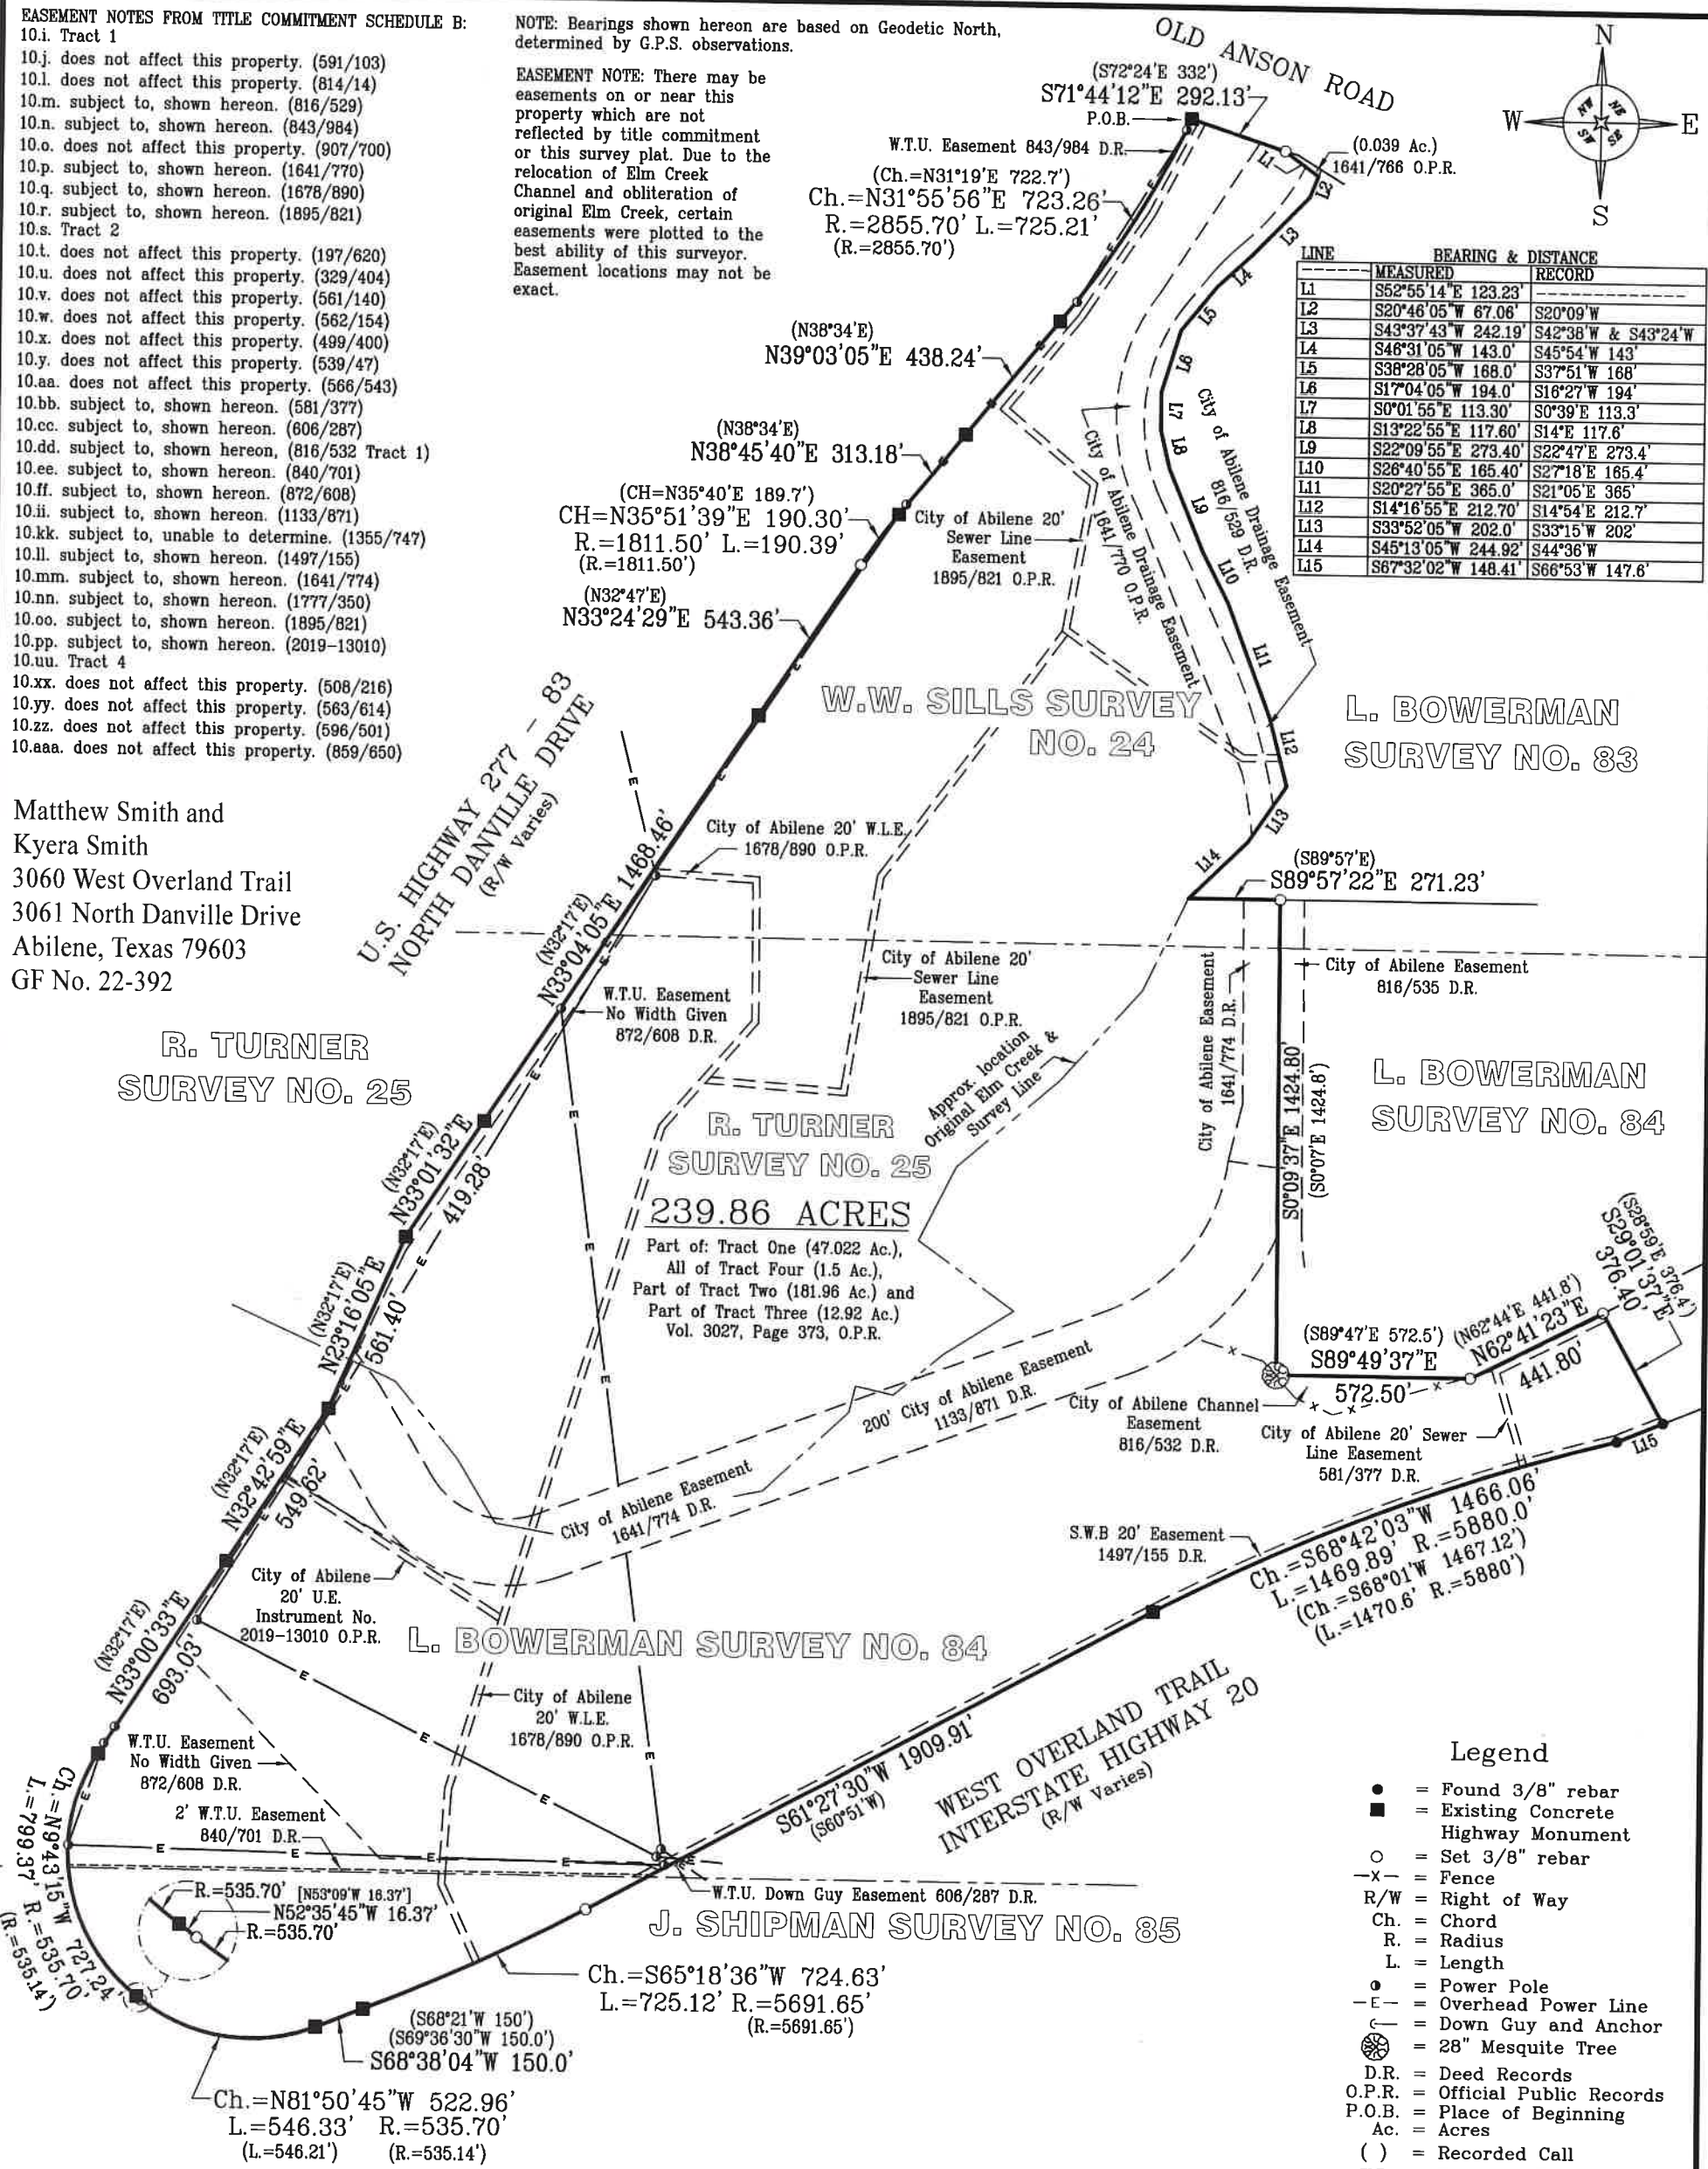 EASEMENT NOTES FROM TITLE COMMITMENT SCHEDULE B:
10.i. Tract 1
10.j. does not affect this property. (591/103)
10.l. does not affect this property. (814/14)
10.m. subject to, shown hereon. (816/529)
10.n. subject to, shown hereon. (843/984)
10.o. does not affect this property. (907/700)
10.p. subject to, shown hereon. (1641/770)
10.q. subject to, shown hereon. (1678/890)
10.r. subject to, shown hereon. (1895/821)
10.s. Tract 2
10.t. does not affect this property. (197/620)
10.u. does not affect this property. (329/404)
10.v. does not affect this property. (561/140)
10.w. does not affect this property. (562/154)
10.x. does not affect this property. (499/400)
10.y. does not affect this property. (539/47)
10.aa. does not affect this property. (566/543)
10.bb. subject to, shown hereon. (581/377)
10.cc. subject to, shown hereon. (606/287)
10.dd. subject to, shown hereon, (816/532 Tract 1)
10.ee. subject to, shown hereon. (840/701)
10.ff. subject to, shown hereon. (872/608)
10.ii. subject to, shown hereon. (1133/871)
10.kk. subject to, unable to determine. (1355/747)
10.ll. subject to, shown hereon. (1497/155)
10.mm. subject to, shown hereon. (1641/774)
10.nn. subject to, shown hereon. (1777/350)
10.oo. subject to, shown hereon. (1895/821)
10.pp. subject to, shown hereon. (2019-13010)
10.uu. Tract 4
10.xx. does not affect this property. (508/216)
10.yy. does not affect this property. (563/614)
10.zz. does not affect this property. (596/501)
10.aaa. does not affect this property. (859/650)
Matthew Smith and
Kyera Smith
3060 West Overland Trail
3061 North Danville Drive
Abilene, Texas 79603
GF No. 22-392
NOTE: Bearings shown hereon are based on Geodetic North,
determined by G.P.S. observations.
EASEMENT NOTE: There may be
easements on or near this
property which are not
reflected by title commitment
or this survey plat. Due to the
relocation of Elm Creek
Channel and obliteration of
original Elm Creek, certain
easements were plotted to the
best ability of this surveyor.
Easement locations may not be
exact.
OLD ANSON ROAD
(S72°24'E 332')
S71°44'12"E 292.13'
P.O.B.
W.T.U. Easement 843/984 D.R.
(Ch.=N31°19'E 722.7')
Ch.=N31°55'56"E 723.26'
R.=2855.70' L.=725.21'
(R.=2855.70')
(0.039 Ac.)
1641/766 O.P.R.
N
NW NE
W E
SW SE
S
LINE BEARING & DISTANCE
------- MEASURED RECORD
L1 S52°55'14"E 123.23' ---------------
L2 S20°46'05"W 67.06' S20°09'W
L3 S43°37'43"W 242.19' S42°38'W & S43°24'W
L4 S46°31'05"W 143.0' S45°54'W 143'
L5 S38°28'05"W 168.0' S37°51'W 168'
L6 S17°04'05"W 194.0' S16°27'W 194'
L7 S0°01'55"E 113.30' S0°39'E 113.3'
L8 S13°22'55"E 117.60' S14°E 117.6'
L9 S22°09'55"E 273.40' S22°47'E 273.4'
L10 S26°40'55"E 165.40' S27°18'E 165.4'
L11 S20°27'55"E 365.0' S21°05'E 365'
L12 S14°16'55"E 212.70' S14°54'E 212.7'
L13 S33°52'05"W 202.0' S33°15'W 202'
L14 S45°13'05"W 244.92' S44°36'W
L15 S67°32'02"W 148.41' S66°53'W 147.6'
L1
L2
L3
L4
L5
L6
L7
L8
L9
L10
L11
L12
L13
L14
(N38°34'E)
N39°03'05"E 438.24'
(N38°34'E)
N38°45'40"E 313.18'
(CH=N35°40'E 189.7')
CH=N35°51'39"E 190.30'
R.=1811.50' L.=190.39'
(R.=1811.50')
(N32°47'E)
N33°24'29"E 543.36'
City of Abilene 20'
Sewer Line
Easement
1895/821 O.P.R.
City of Abilene Drainage Easement
1641/770 O.P.R.
City of Abilene Drainage Easement
816/529 D.R.
W.W. SILLS SURVEY
NO. 24
L. BOWERMAN
SURVEY NO. 83
U.S. HIGHWAY 277 - 83
NORTH DANVILLE DRIVE
(R/W Varies)
E
City of Abilene 20' W.L.E.
1678/890 O.P.R.
(N32°17'E)
N33°04'05"E 1468.46'
(S89°57'E)
S89°57'22"E 271.23'
City of Abilene Easement
816/535 D.R.
City of Abilene 20'
Sewer Line
Easement
1895/821 O.P.R.
W.T.U. Easement
No Width Given
872/608 D.R.
Approx. location
Original Elm Creek &
Survey Line
City of Abilene Easement
1641/774 D.R.
S0°09'37"E 1424.80'
(S0°07'E 1424.8')
L. BOWERMAN
SURVEY NO. 84
R. TURNER
SURVEY NO. 25
R. TURNER
SURVEY NO. 25
239.86 ACRES
Part of: Tract One (47.022 Ac.),
All of Tract Four (1.5 Ac.),
Part of Tract Two (181.96 Ac.) and
Part of Tract Three (12.92 Ac.)
Vol. 3027, Page 373, O.P.R.
(N32°17'E)
N33°01'32"E
419.28'
(N32°17'E)
N23°16'05"E
561.40'
(N32°17'E)
N32°42'59"E
549.62'
(N32°17'E)
N33°00'33"E
693.03'
(S28°59'E 376.4')
S29°01'37"E
376.40'
(N62°44'E 441.8')
N62°41'23"E
441.80'
(S89°47'E 572.5')
S89°49'37"E
572.50'
L15
200' City of Abilene Easement
1133/871 D.R.
City of Abilene Channel
Easement
816/532 D.R.
City of Abilene 20' Sewer
Line Easement
581/377 D.R.
City of Abilene Easement
1641/774 D.R.
S.W.B 20' Easement
1497/155 D.R.
Ch.=S68°42'03"W 1466.06'
L.=1469.89' R.=5880.0'
(Ch.=S68°01'W 1467.12')
(L.=1470.6' R.=5880')
City of Abilene
20' U.E.
Instrument No.
2019-13010 O.P.R.
L. BOWERMAN SURVEY NO. 84
City of Abilene
20' W.L.E.
1678/890 O.P.R.
W.T.U. Easement
No Width Given
872/608 D.R.
2' W.T.U. Easement
840/701 D.R.
S61°27'30"W 1909.91'
(S60°51'W)
WEST OVERLAND TRAIL
INTERSTATE HIGHWAY 20
(R/W Varies)
W.T.U. Down Guy Easement 606/287 D.R.
J. SHIPMAN SURVEY NO. 85
Ch.=N9°43'15"W 727.24'
L.=799.37' R.=535.70'
(R.=535.14')
R.=535.70' [N53°09'W 16.37']
N52°35'45"W 16.37'
R.=535.70'
Ch.=S65°18'36"W 724.63'
L.=725.12' R.=5691.65'
(R.=5691.65')
(S68°21'W 150')
(S69°36'30"W 150.0')
S68°38'04"W 150.0'
Ch.=N81°50'45"W 522.96'
L.=546.33' R.=535.70'
(L.=546.21') (R.=535.14')
Legend
= Found 3/8" rebar
= Existing Concrete
Highway Monument
= Set 3/8" rebar
-X- = Fence
R/W = Right of Way
Ch. = Chord
R. = Radius
L. = Length
= Power Pole
-E- = Overhead Power Line
= Down Guy and Anchor
= 28" Mesquite Tree
D.R. = Deed Records
O.P.R. = Official Public Records
P.O.B. = Place of Beginning
Ac. = Acres
( ) = Recorded Call